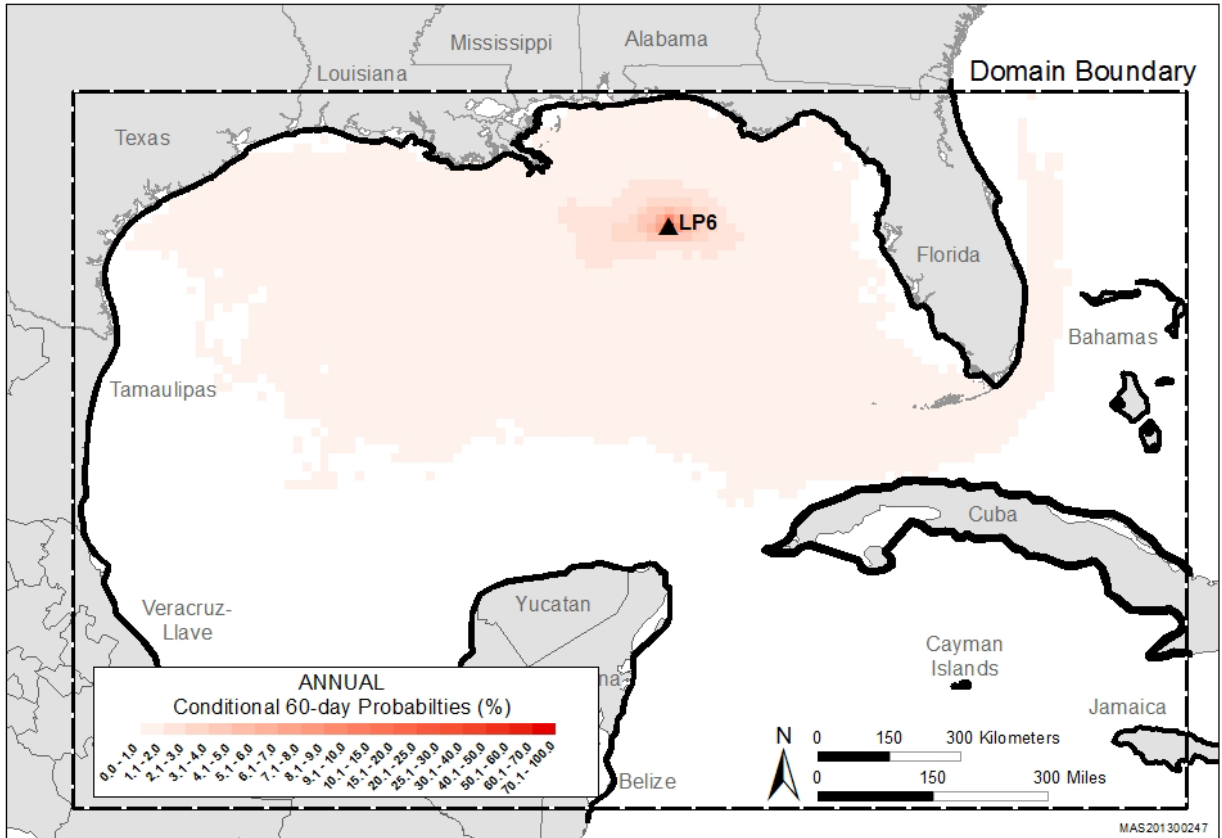 Mississippi
Alabama
Louisiana
Domain Boundary
Texas
LP6
Florida
Bahamas
Tamaulipas
Cuba
Yucatan
Veracruz-
Llave
Cayman
Islands
na
Jamaica
Belize
ANNUAL
Conditional 60-day Probabilties (%)
0.0 - 1.0
1.1 - 2.0
2.1 - 3.0
3.1 - 4.0
4.1 - 5.0
5.1 - 6.0
6.1 - 7.0
7.1 - 8.0
8.1 - 9.0
9.1 - 10.0
10.1 - 15.0
15.1 - 20.0
20.1 - 25.0
25.1 - 30.0
30.1 - 40.0
40.1 - 50.0
50.1 - 60.0
60.1 - 70.0
70.1 - 100.0
N
0 150 300 Kilometers
0 150 300 Miles
MAS201300247